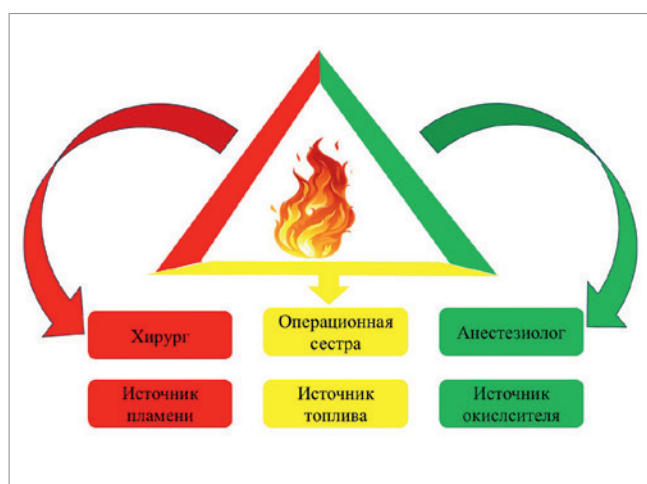 Хирург
Операционная
сестра
Анестезиолог
Источник
пламени
Источник
топлива
Источник
окислсителя